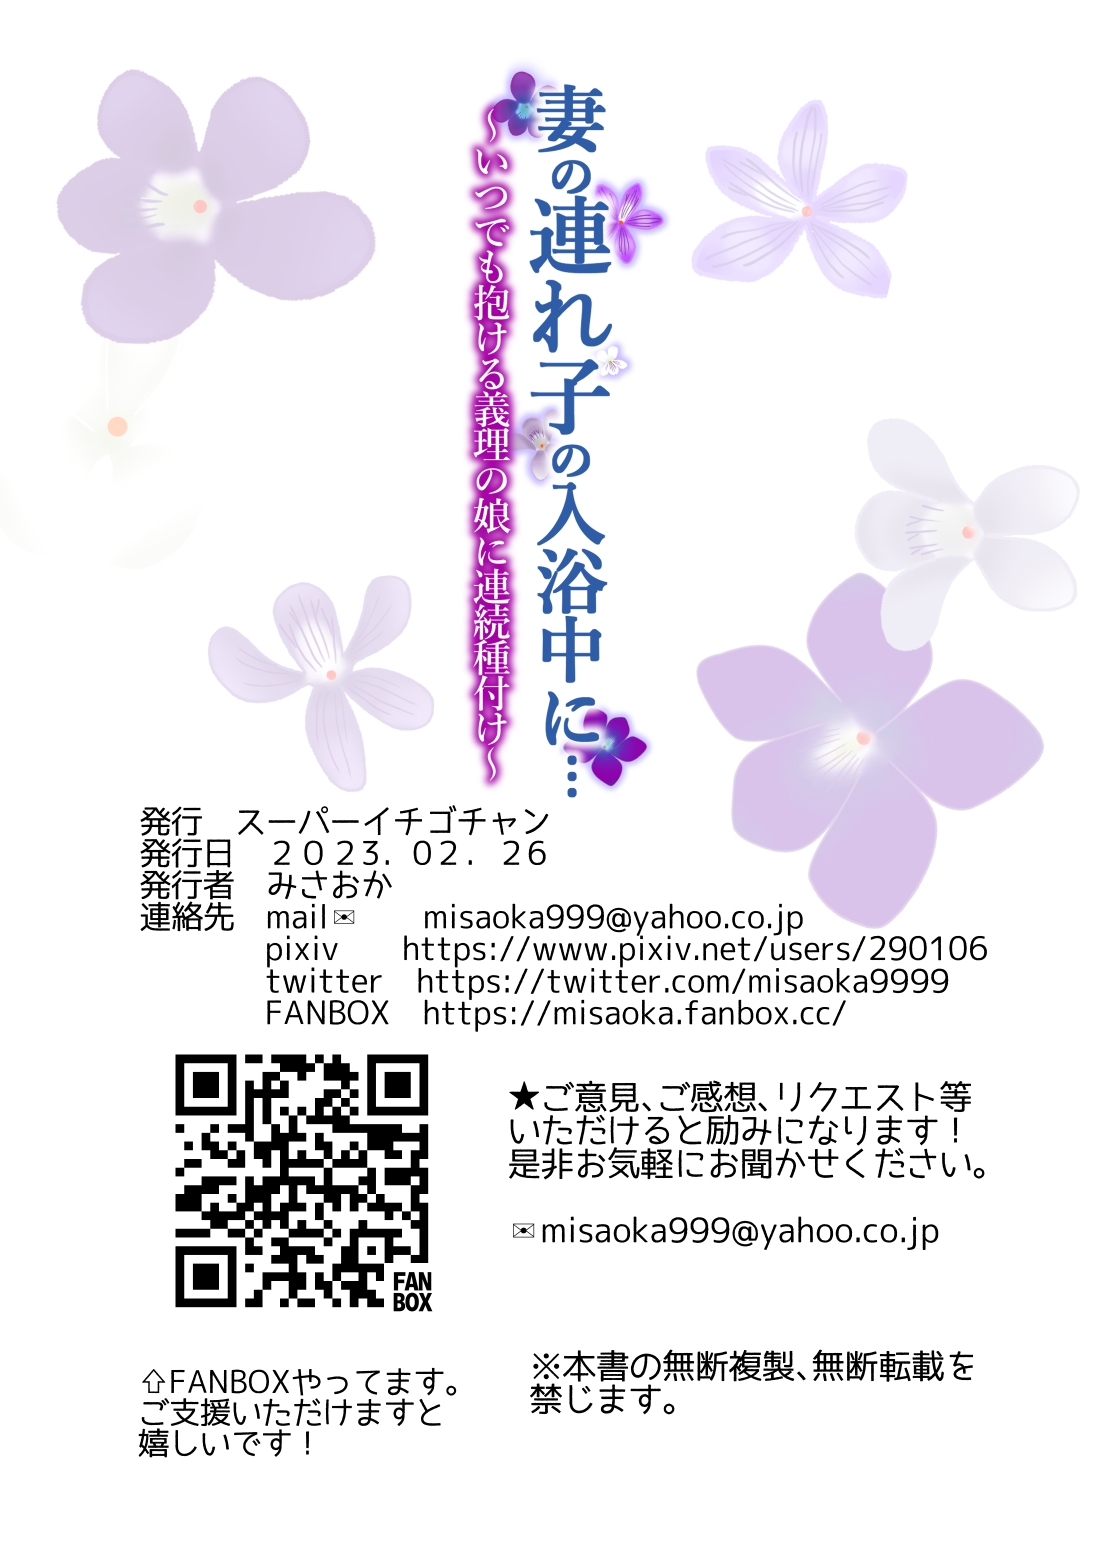 妻の連れ子の入浴中に…
～いつでも抱ける義理の娘に連続種付け～
発行　スーパーイチゴチャン
発行日　２０２３．０２．２６
発行者　みさおか
連絡先　mail✉　misaoka999@yahoo.co.jp
pixiv　https://www.pixiv.net/users/290106
twitter　https://twitter.com/misaoka9999
FANBOX　https://misaoka.fanbox.cc/
★ご意見、ご感想、リクエスト等
いただけると励みになります！
是非お気軽にお聞かせください。
✉misaoka999@yahoo.co.jp
FAN
BOX
⇧FANBOXやってます。
ご支援いただけますと
嬉しいです！
※本書の無断複製、無断転載を
禁じます。